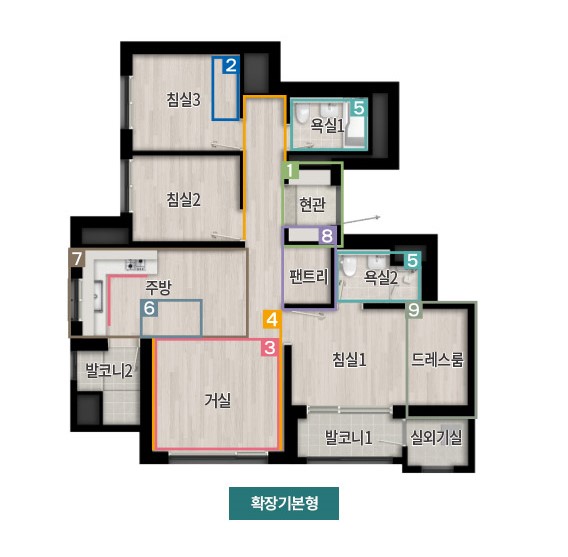 2
침실3
5
욕실1
1
침실2
현관
8
7
5
주방
팬트리
욕실2
6
4
9
3
침실1
드레스룸
발코니2
거실
발코니1
실외기실
확장기본형